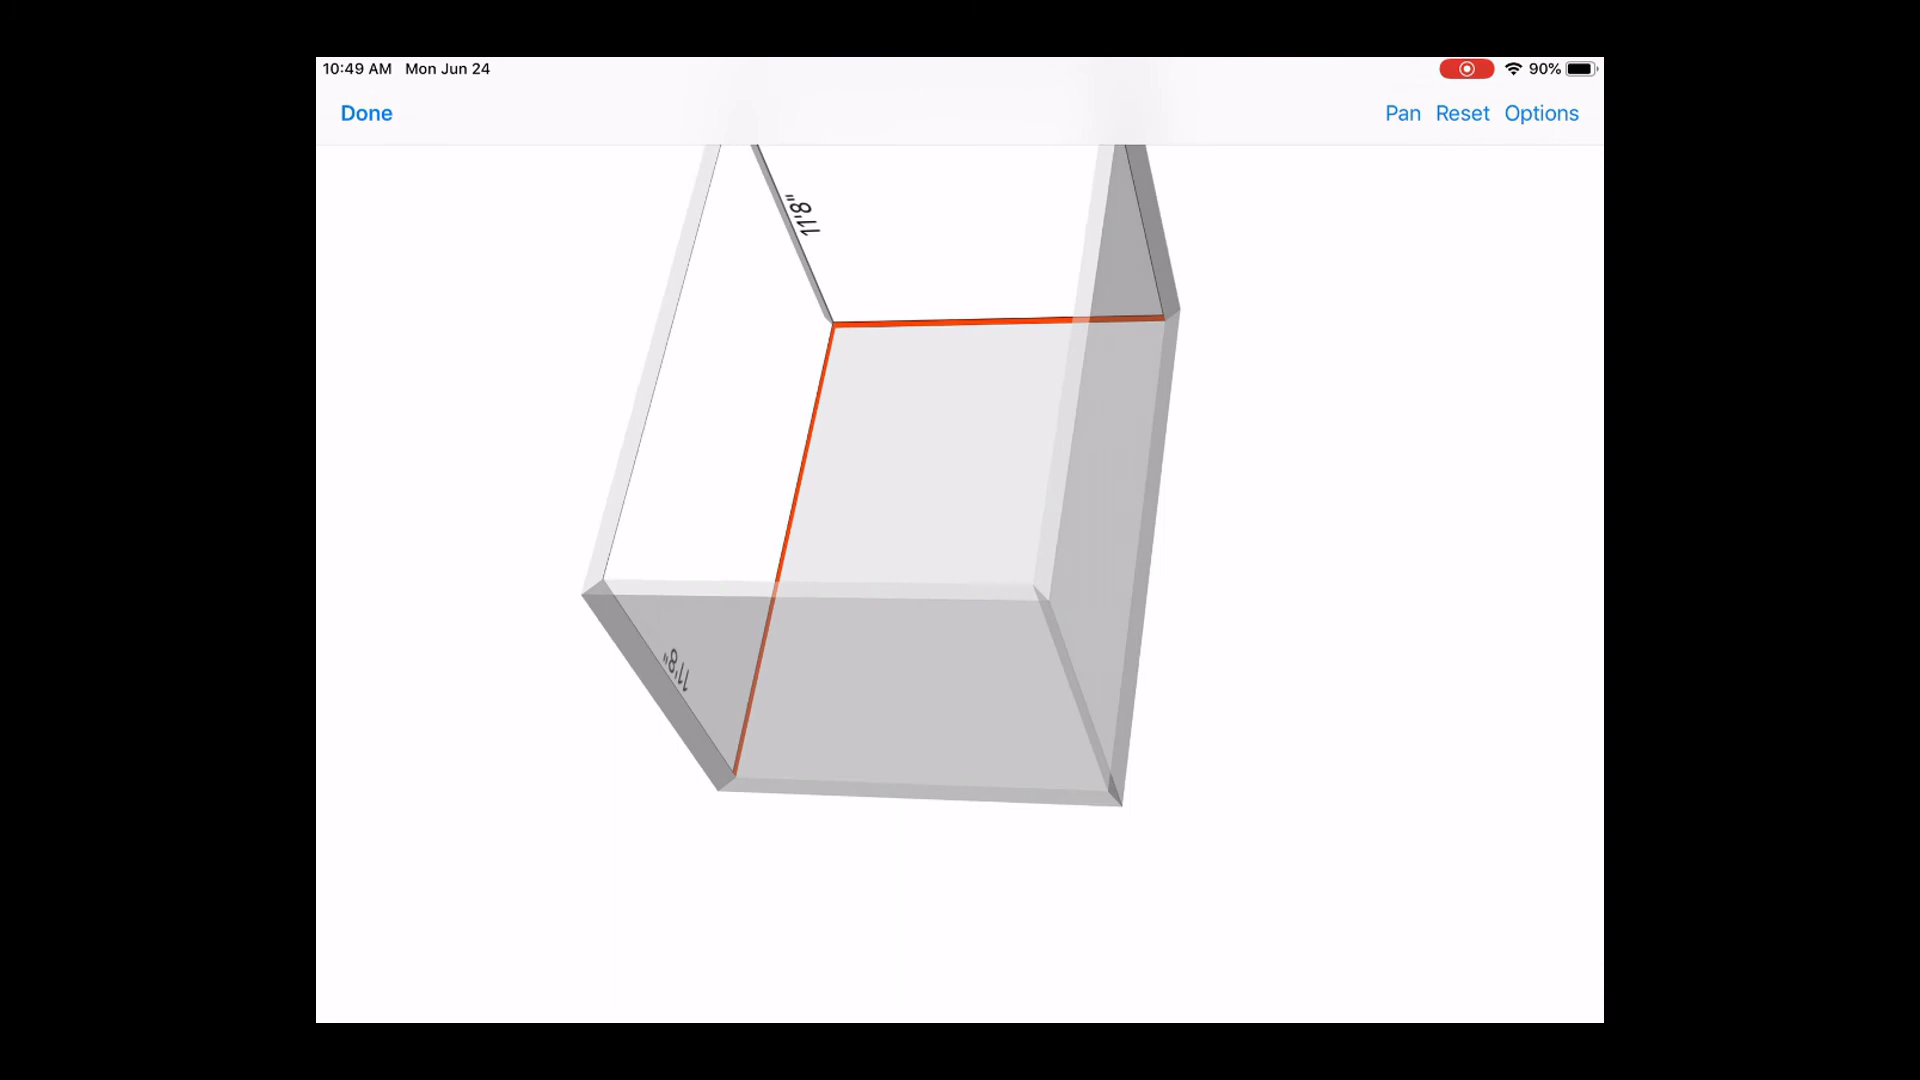 10:49 AM Mon Jun 24
90%
Done
Pan Reset Options
11'8"
11'8"